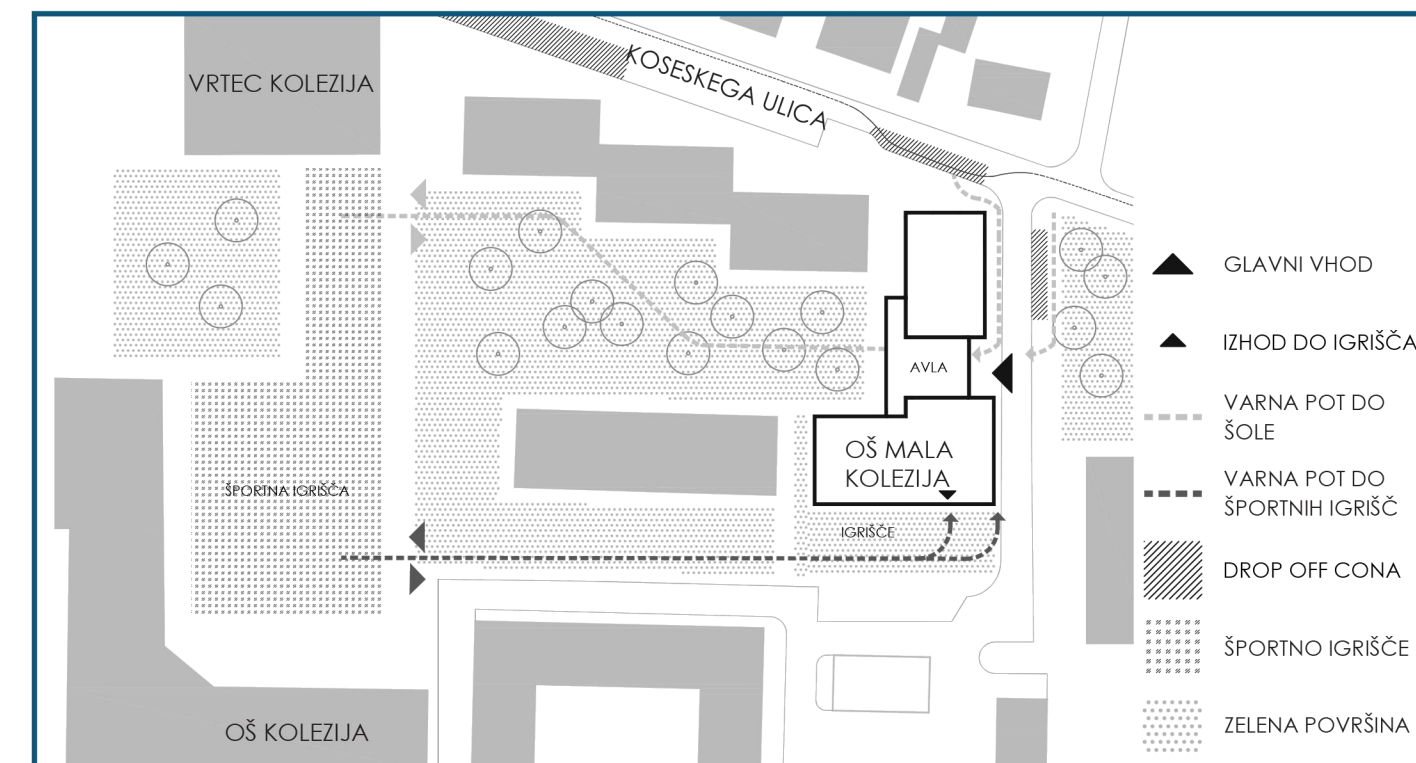 VRTEC KOLEZIJA
KOSESKEGA ULICA
AVLA
OŠ MALA
KOLEZIJA
ŠPORTNA IGRIŠČA
IGRIŠČE
OŠ KOLEZIJA
GLAVNI VHOD
IZHOD DO IGRIŠČA
VARNA POT DO
ŠOLE
VARNA POT DO
ŠPORTNIH IGRIŠČ
DROP OFF CONA
ŠPORTNO IGRIŠČE
ZELENA POVRŠINA